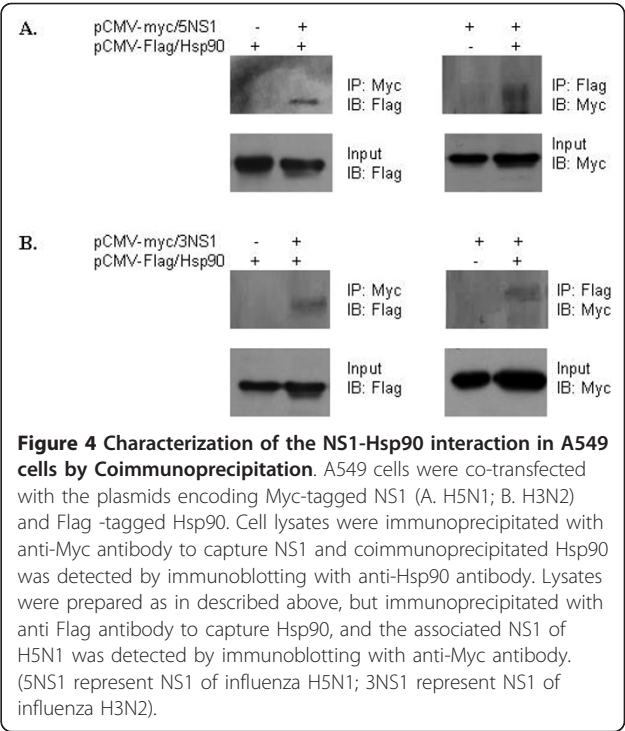 A.
pCMV-myc/5NS1 - + + +
pCMV-Flag/Hsp90 + + - +
IP: Myc IP: Flag
IB: Flag IB: Myc
Input Input
IB: Flag IB: Myc
B.
pCMV-myc/3NS1 - + + +
pCMV-Flag/Hsp90 + + - +
IP: Myc IP: Flag
IB: Flag IB: Myc
Input Input
IB: Flag IB: Myc
Figure 4 Characterization of the NS1-Hsp90 interaction in A549
cells by Coimmunoprecipitation. A549 cells were co-transfected
with the plasmids encoding Myc-tagged NS1 (A. H5N1; B. H3N2)
and Flag -tagged Hsp90. Cell lysates were immunoprecipitated with
anti-Myc antibody to capture NS1 and coimmunoprecipitated Hsp90
was detected by immunoblotting with anti-Hsp90 antibody. Lysates
were prepared as in described above, but immunoprecipitated with
anti Flag antibody to capture Hsp90, and the associated NS1 of
H5N1 was detected by immunoblotting with anti-Myc antibody.
(5NS1 represent NS1 of influenza H5N1; 3NS1 represent NS1 of
influenza H3N2).